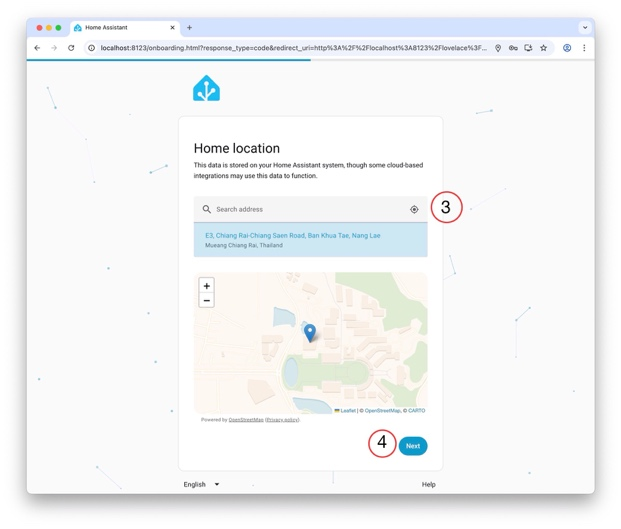 Home Assistant
localhost:8123/onboarding.html?response_type=code&redirect_uri=http%3A%2F%2Flocalhost%3A8123%2Flovelace%3F...
Home location
This data is stored on your Home Assistant system, though some cloud-based
integrations may use this data to function.
Search address
3
E3, Chiang Rai-Chiang Saen Road, Ban Khua Tae, Nang Lae
Mueang Chiang Rai, Thailand
+
−
Leaflet | © OpenStreetMap, © CARTO
Powered by OpenStreetMap (Privacy policy).
4
Next
English
Help